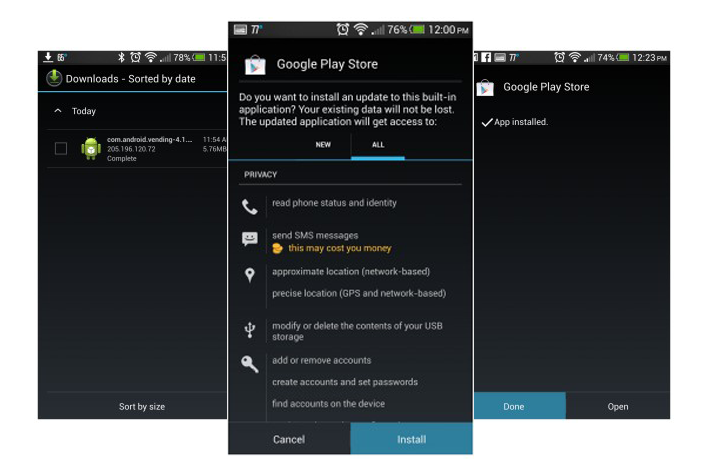 65°
78%
11:5
Downloads - Sorted by date
Today
com.android.vending-4.1...
11:54 A
205.196.120.72
5.76MB
Complete
Sort by size
77°
76%
12:00 PM
Google Play Store
Do you want to install an update to this built-in
application? Your existing data will not be lost.
The updated application will get access to:
NEW
ALL
PRIVACY
read phone status and identity
send SMS messages
this may cost you money
approximate location (network-based)
precise location (GPS and network-based)
modify or delete the contents of your USB
storage
add or remove accounts
create accounts and set passwords
find accounts on the device
Cancel
Install
77°
74%
12:23 PM
Google Play Store
App installed.
Done
Open